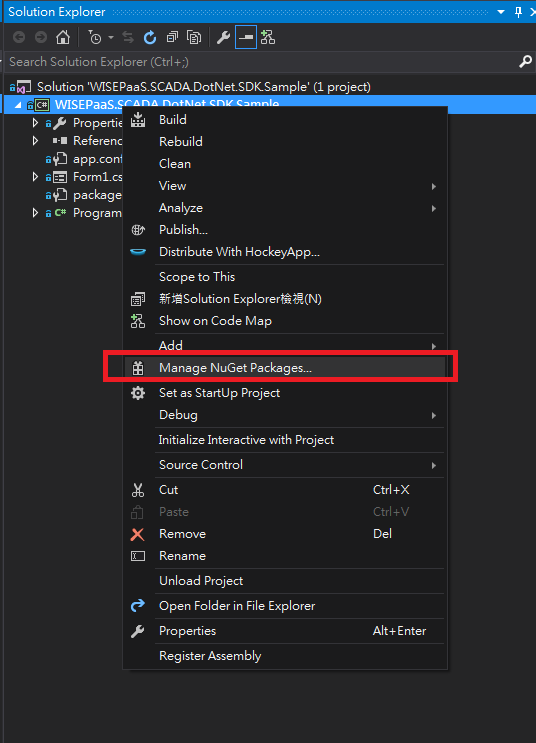 Solution Explorer
Search Solution Explorer (Ctrl+;)
Solution 'WISEPaaS.SCADA.DotNet.SDK.Sample' (1 project)
WISEPaaS.SCADA.DotNet.SDK.Sample
Build
Rebuild
Clean
View
Analyze
Publish...
Distribute With HockeyApp...
Scope to This
新增Solution Explorer檢視(N)
Show on Code Map
Add
Manage NuGet Packages...
Set as StartUp Project
Debug
Initialize Interactive with Project
Source Control
Cut Ctrl+X
Paste Ctrl+V
Remove Del
Rename
Unload Project
Open Folder in File Explorer
Properties Alt+Enter
Register Assembly
Propertie
Referenc
app.conf
Form1.cs
package
Program